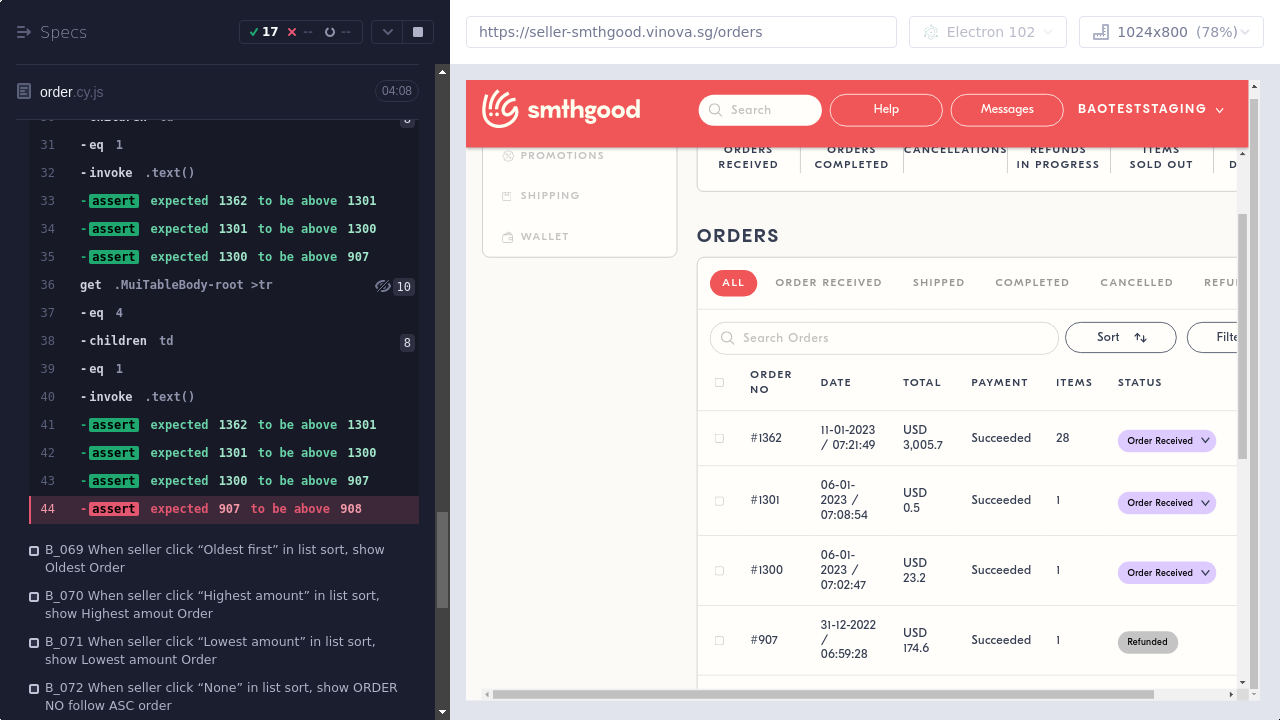 Specs
17
--
--
order.cy.js
04:08
30 -children td 8
31 -eq 1
32 -invoke .text()
33 -assert expected 1362 to be above 1301
34 -assert expected 1301 to be above 1300
35 -assert expected 1300 to be above 907
36 get .MuiTableBody-root >tr 10
37 -eq 4
38 -children td 8
39 -eq 1
40 -invoke .text()
41 -assert expected 1362 to be above 1301
42 -assert expected 1301 to be above 1300
43 -assert expected 1300 to be above 907
44 -assert expected 907 to be above 908
B_069 When seller click “Oldest first” in list sort, show
Oldest Order
B_070 When seller click “Highest amount” in list sort,
show Highest amout Order
B_071 When seller click “Lowest amount” in list sort,
show Lowest amount Order
B_072 When seller click “None” in list sort, show ORDER
NO follow ASC order
https://seller-smthgood.vinova.sg/orders
Electron 102
1024x800 (78%)
smthgood
Search
Help
Messages
BAOTESTSTAGING
PROMOTIONS
SHIPPING
WALLET
ORDERS
RECEIVED
ORDERS
COMPLETED
CANCELLATIONS
REFUNDS
IN PROGRESS
ITEMS
SOLD OUT
D
ORDERS
ALL
ORDER RECEIVED
SHIPPED
COMPLETED
CANCELLED
REFU
Search Orders
Sort
Filte
ORDER
NO
DATE
TOTAL
PAYMENT
ITEMS
STATUS
#1362
11-01-2023
/ 07:21:49
USD
3,005.7
Succeeded
28
Order Received
#1301
06-01-
2023 /
07:08:54
USD
0.5
Succeeded
1
Order Received
#1300
06-01-
2023 /
07:02:47
USD
23.2
Succeeded
1
Order Received
#907
31-12-2022
/
06:59:28
USD
174.6
Succeeded
1
Refunded